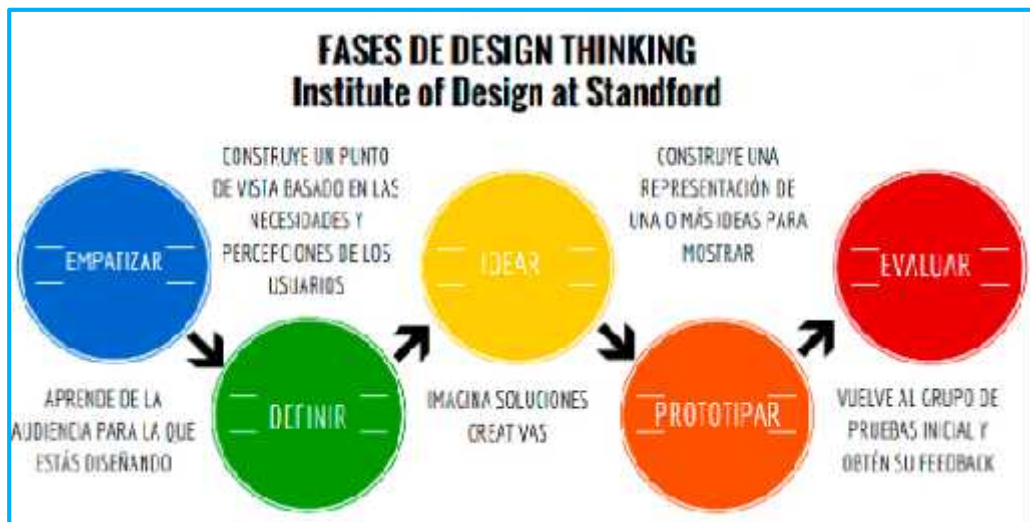 FASES DE DESIGN THINKING
Institute of Design at Standford
EMPATIZAR
APRENDE DE LA
AUDIENCIA PARA LA QUE
ESTÁS DISEÑANDO
CONSTRUYE UN PUNTO
DE VISTA BASADO EN LAS
NECESIDADES Y
PERCEPCIONES DE LOS
USUARIOS
DEFINIR
IDEAR
IMAGINA SOLUCIONES
CREATIVAS
CONSTRUYE UNA
REPRESENTACIÓN DE
UNA O MÁS IDEAS PARA
MOSTRAR
PROTOTIPAR
EVALUAR
VUELVE AL GRUPO DE
PRUEBAS INICIAL Y
OBTÉN SU FEEDBACK